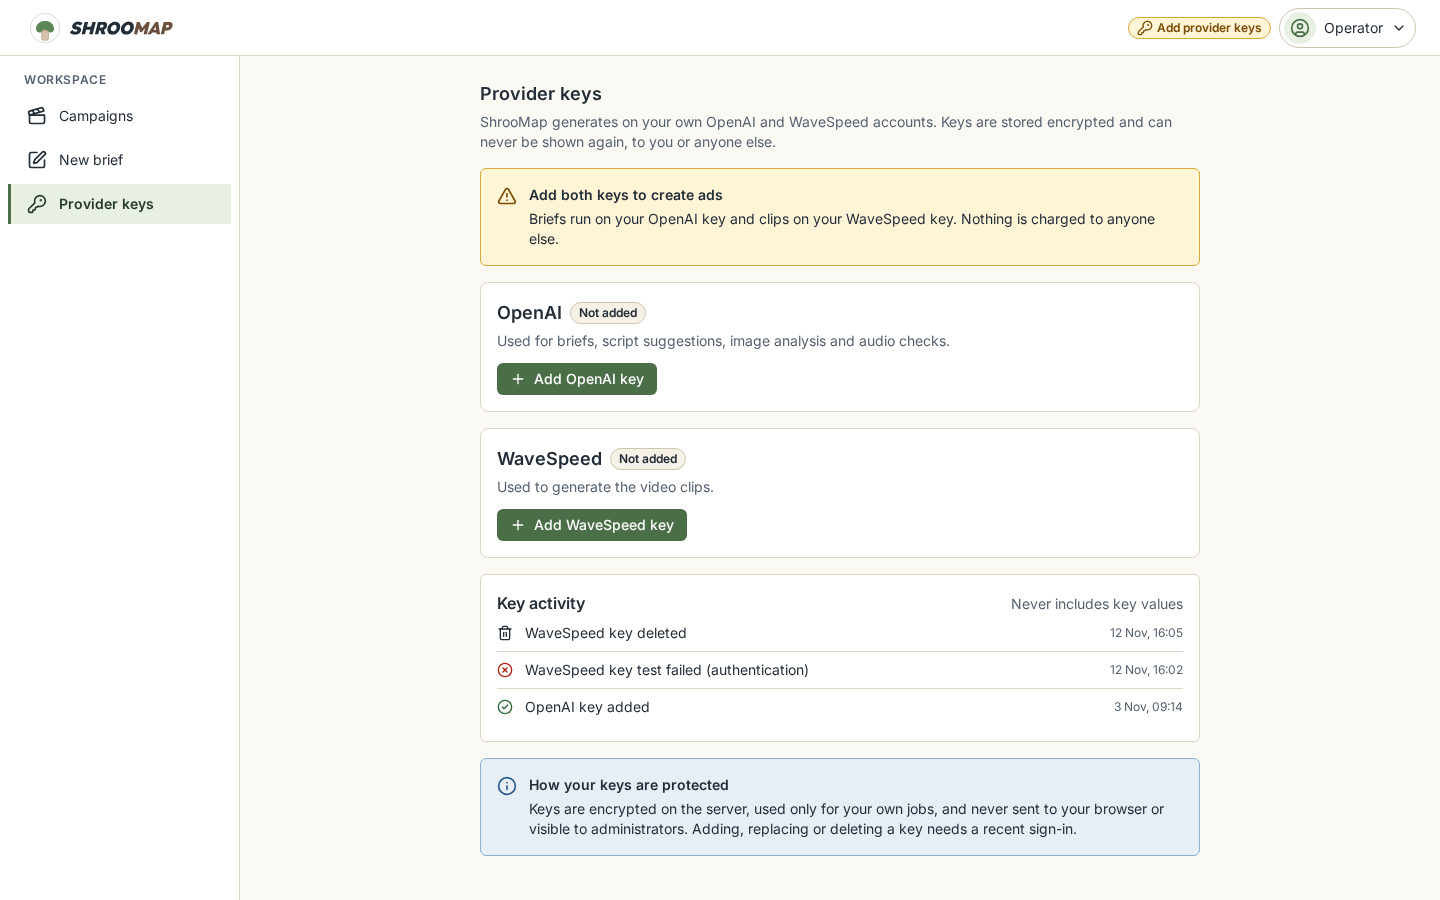 SHROOMAP
Add provider keys
Operator
WORKSPACE
Campaigns
New brief
Provider keys
Provider keys
ShrooMap generates on your own OpenAI and WaveSpeed accounts. Keys are stored encrypted and can
never be shown again, to you or anyone else.
Add both keys to create ads
Briefs run on your OpenAI key and clips on your WaveSpeed key. Nothing is charged to anyone
else.
OpenAI Not added
Used for briefs, script suggestions, image analysis and audio checks.
Add OpenAI key
WaveSpeed Not added
Used to generate the video clips.
Add WaveSpeed key
Key activity Never includes key values
WaveSpeed key deleted 12 Nov, 16:05
WaveSpeed key test failed (authentication) 12 Nov, 16:02
OpenAI key added 3 Nov, 09:14
How your keys are protected
Keys are encrypted on the server, used only for your own jobs, and never sent to your browser or
visible to administrators. Adding, replacing or deleting a key needs a recent sign-in.